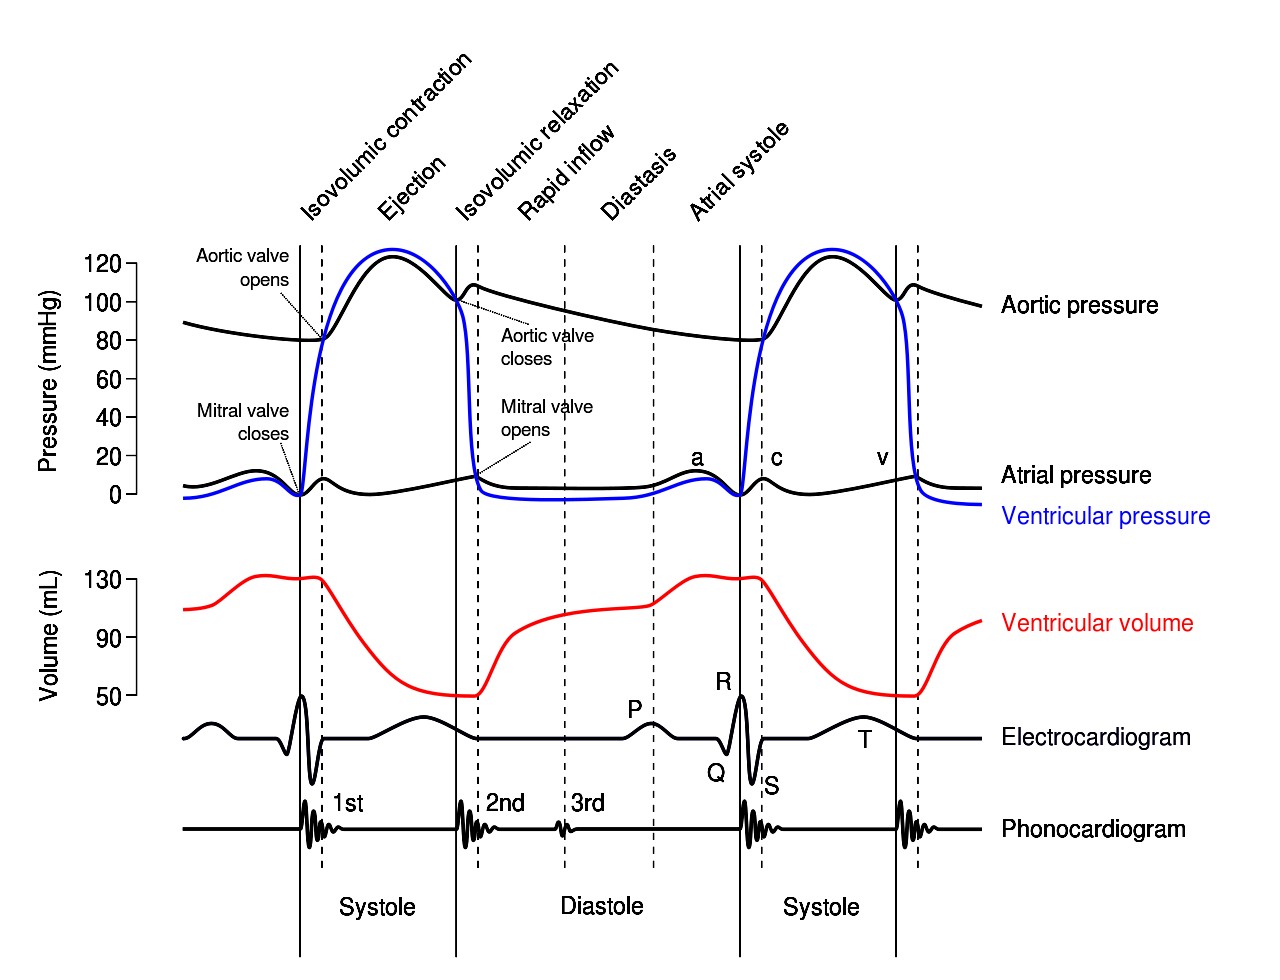 Isovolumic contraction
Ejection
Isovolumic relaxation
Rapid inflow
Diastasis
Atrial systole
Aortic valve
opens
120
100
80
60
40
20
0
Pressure (mmHg)
Aortic pressure
Aortic valve
closes
Mitral valve
closes
Mitral valve
opens
a
c
v
Atrial pressure
Ventricular pressure
130
90
50
Volume (mL)
Ventricular volume
R
P
Q
S
T
Electrocardiogram
1st
2nd
3rd
Phonocardiogram
Systole
Diastole
Systole